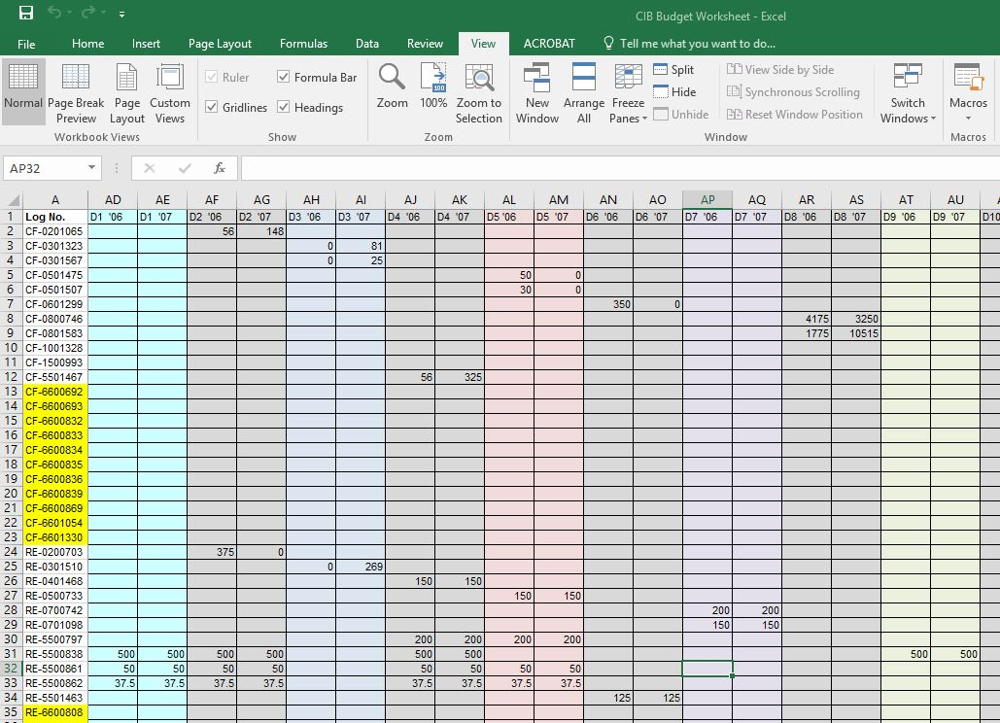 CIB Budget Worksheet - Excel
File Home Insert Page Layout Formulas Data Review View ACROBAT Tell me what you want to do...
Normal Page Break Preview Page Layout Custom Views
Workbook Views
Ruler Formula Bar
Gridlines Headings
Show
Zoom 100% Zoom to Selection
Zoom
New Window Arrange All Freeze Panes
Split
Hide
Unhide
View Side by Side
Synchronous Scrolling
Reset Window Position
Switch Windows
Window
Macros
Macros
AP32 fx
A AD AE AF AG AH AI AJ AK AL AM AN AO AP AQ AR AS AT AU
1 Log No. D1 '06 D1 '07 D2 '06 D2 '07 D3 '06 D3 '07 D4 '06 D4 '07 D5 '06 D5 '07 D6 '06 D6 '07 D7 '06 D7 '07 D8 '06 D8 '07 D9 '06 D9 '07 D10
2 CF-0201065 56 148
3 CF-0301323 0 81
4 CF-0301567 0 25
5 CF-0501475 50 0
6 CF-0501507 30 0
7 CF-0601299 350 0
8 CF-0800746 4175 3250
9 CF-0801583 1775 10515
10 CF-1001328
11 CF-1500993
12 CF-5501467 56 325
13 CF-6600692
14 CF-6600693
15 CF-6600832
16 CF-6600833
17 CF-6600834
18 CF-6600835
19 CF-6600836
20 CF-6600839
21 CF-6600869
22 CF-6601054
23 CF-6601330
24 RE-0200703 375 0
25 RE-0301510 0 269
26 RE-0401468 150 150
27 RE-0500733 150 150
28 RE-0700742 200 200
29 RE-0701098 150 150
30 RE-5500797 200 200 200 200
31 RE-5500838 500 500 500 500 500 500 500 500
32 RE-5500861 50 50 50 50 50 50 50 50
33 RE-5500862 37.5 37.5 37.5 37.5 37.5 37.5 37.5 37.5
34 RE-5501463 125 125
35 RE-6600808